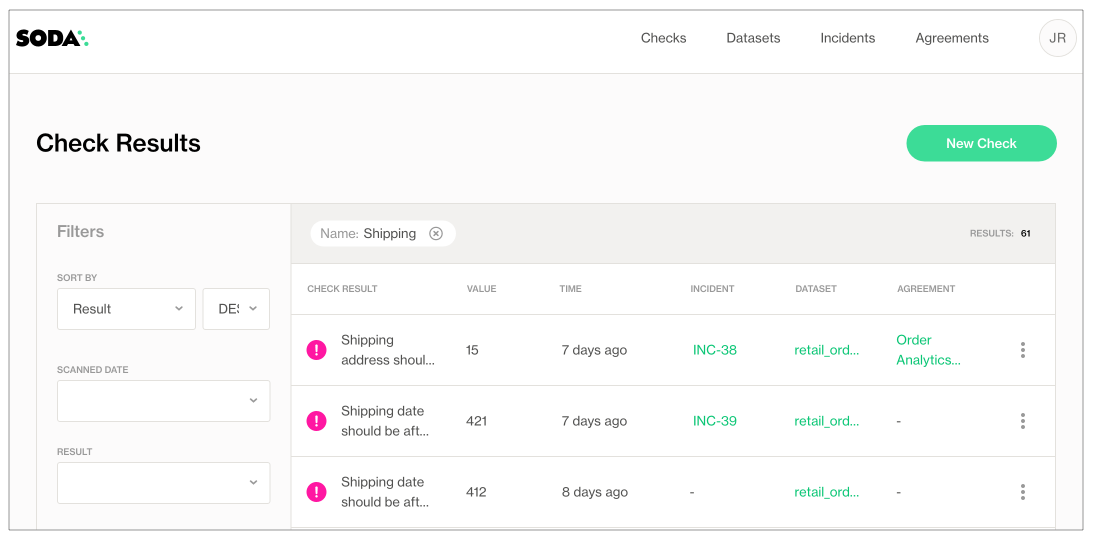 SODA
Checks Datasets Incidents Agreements JR
Check Results
New Check
Filters
Name: Shipping
RESULTS: 61
SORT BY
Result DES
SCANNED DATE
RESULT
CHECK RESULT VALUE TIME INCIDENT DATASET AGREEMENT
Shipping
address shoul...
15 7 days ago INC-38 retail_ord...
Order
Analytics...
Shipping date
should be aft...
421 7 days ago INC-39 retail_ord... -
Shipping date
should be aft...
412 8 days ago - retail_ord... -